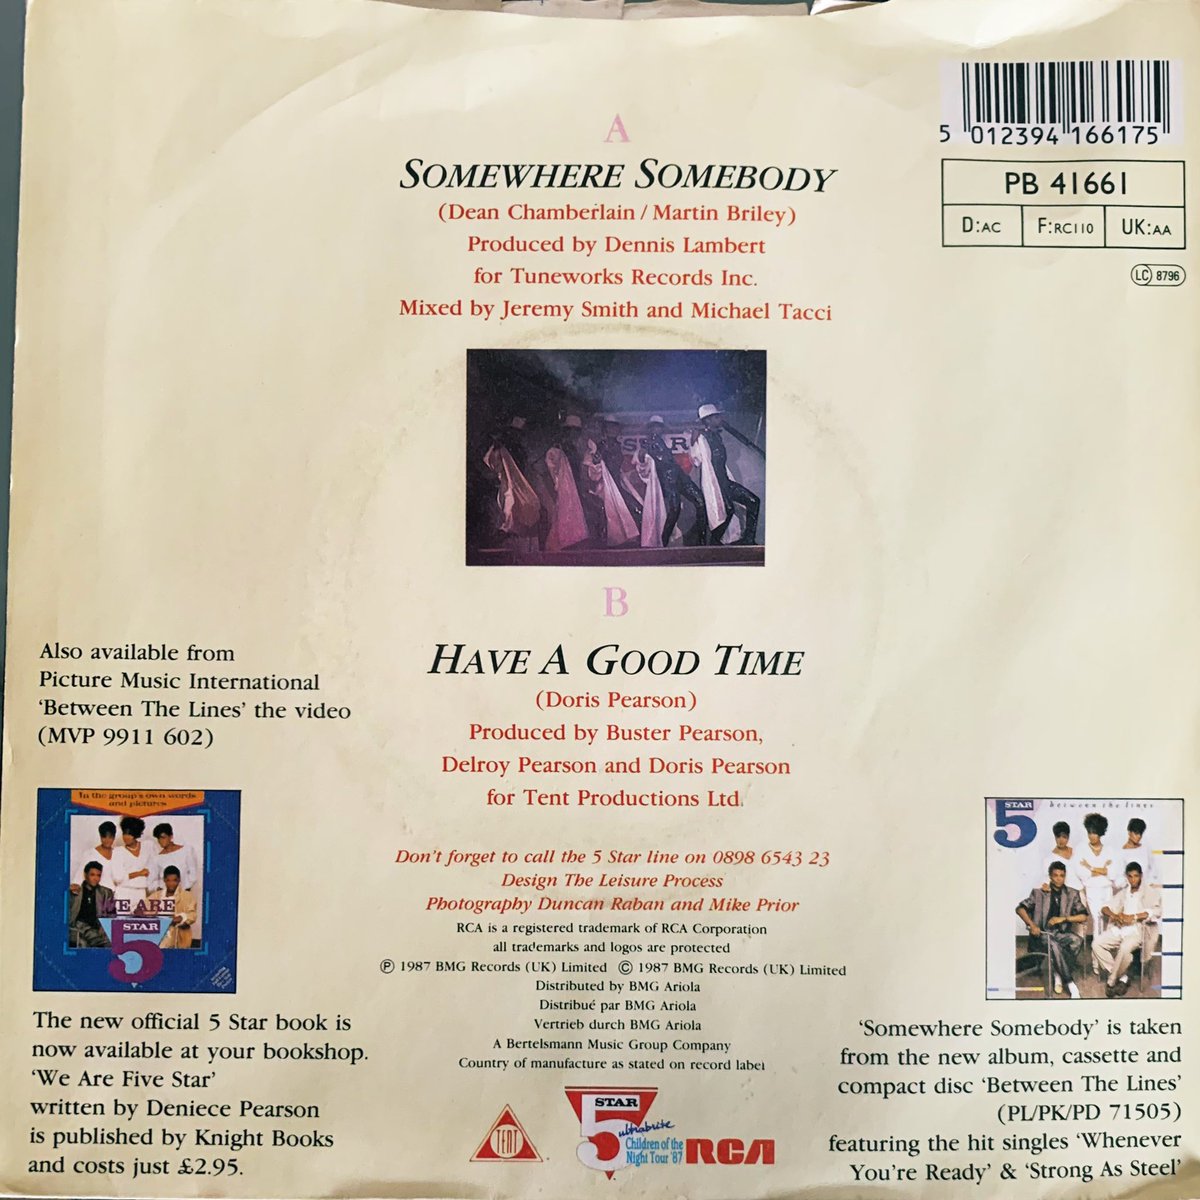 5 012394 166175
PB 41661
D:AC F:RC110 UK:AA
LC 8796
A
SOMEWHERE SOMEBODY
(Dean Chamberlain / Martin Briley)
Produced by Dennis Lambert
for Tuneworks Records Inc.
Mixed by Jeremy Smith and Michael Tacci
STAR
B
HAVE A GOOD TIME
(Doris Pearson)
Produced by Buster Pearson,
Delroy Pearson and Doris Pearson
for Tent Productions Ltd.
Don't forget to call the 5 Star line on 0898 6543 23
Design The Leisure Process
Photography Duncan Raban and Mike Prior
RCA is a registered trademark of RCA Corporation
all trademarks and logos are protected
Ⓟ 1987 BMG Records (UK) Limited © 1987 BMG Records (UK) Limited
Distributed by BMG Ariola
Distribué par BMG Ariola
Vertrieb durch BMG Ariola
A Bertelsmann Music Group Company
Country of manufacture as stated on record label
TENT
5 STAR
ultrabrite
Children of the
Night Tour '87
RCA
Also available from
Picture Music International
'Between The Lines' the video
(MVP 9911 602)
In the group's own words
and pictures
WE ARE
STAR
5
The new official 5 Star book is
now available at your bookshop.
'We Are Five Star'
written by Deniece Pearson
is published by Knight Books
and costs just £2.95.
STAR
5
between the lines
'Somewhere Somebody' is taken
from the new album, cassette and
compact disc 'Between The Lines'
(PL/PK/PD 71505)
featuring the hit singles 'Whenever
You're Ready' & 'Strong As Steel'